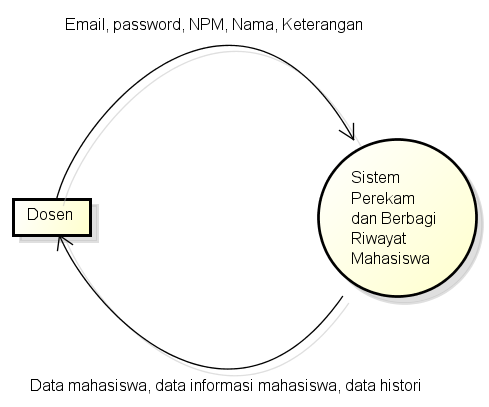 Email, password, NPM, Nama, Keterangan
Sistem
Perekam
dan Berbagi
Riwayat
Mahasiswa
Dosen
Data mahasiswa, data informasi mahasiswa, data histori